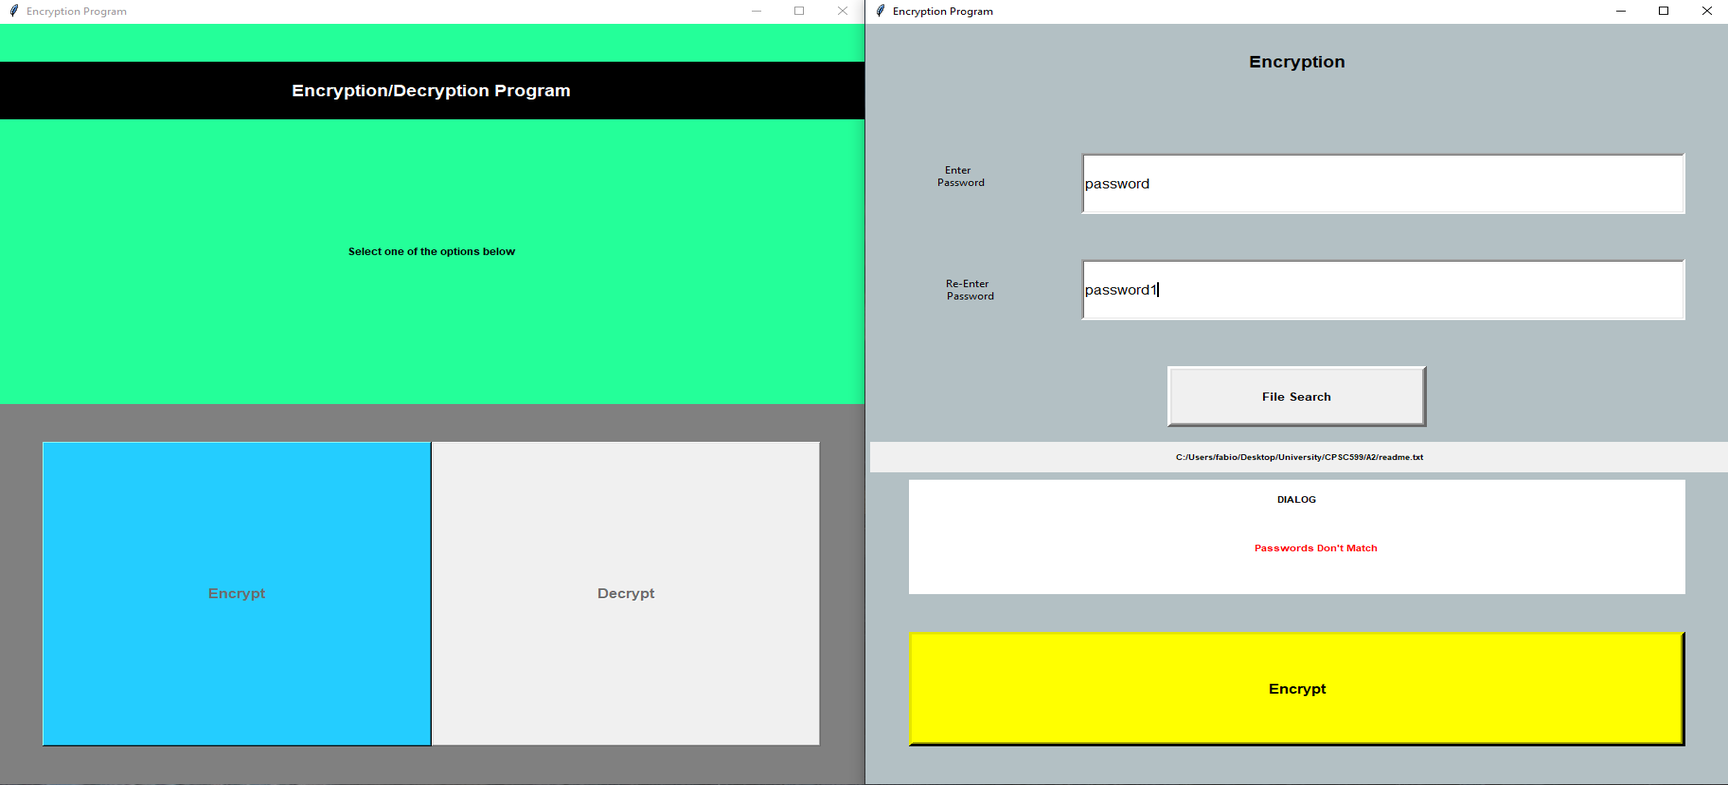 Encryption Program
Encryption/Decryption Program
Select one of the options below
Encrypt
Decrypt
Encryption Program
Encryption
Enter
Password
password
Re-Enter
Password
password1
File Search
C:/Users/fabio/Desktop/University/CPSC599/A2/readme.txt
DIALOG
Passwords Don't Match
Encrypt